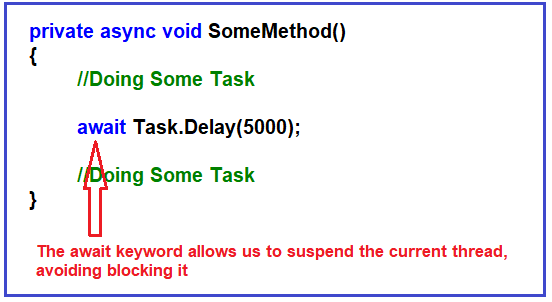 private async void SomeMethod()
{
//Doing Some Task
await Task.Delay(5000);
//Doing Some Task
}
The await keyword allows us to suspend the current thread,
avoiding blocking it